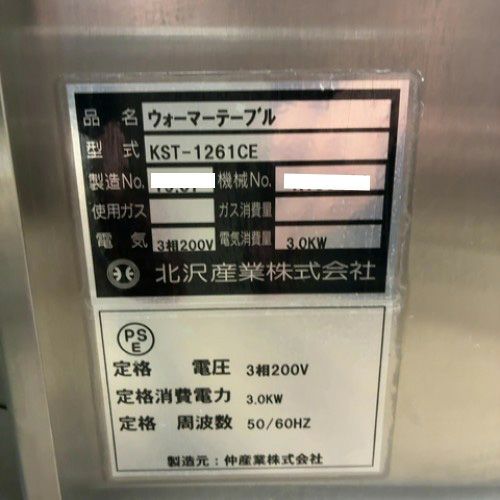 品名 ウォーマーテーブル
型式 KST-1261CE
製造No. 機械No.
使用ガス ガス消費量
電気 3相200V 電気消費量 3.0KW
北沢産業株式会社
PS
E
定格 電圧 3相200V
定格消費電力 3.0KW
定格 周波数 50/60HZ
製造元：仲産業株式会社